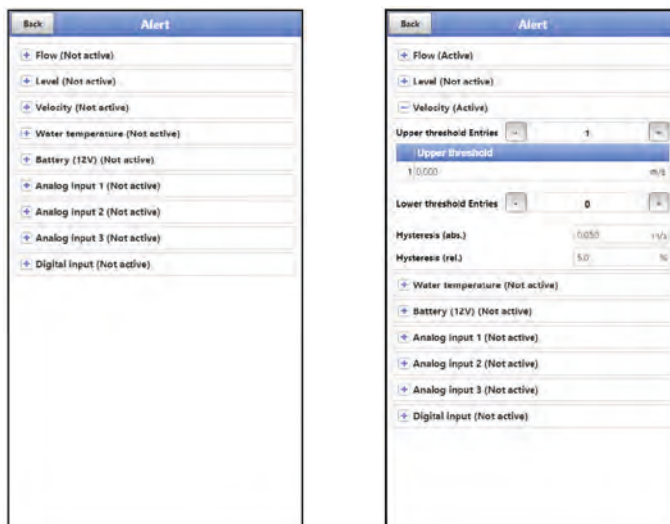 Back Alert
+ Flow (Not active)
+ Level (Not active)
+ Velocity (Not active)
+ Water temperature (Not active)
+ Battery (12V) (Not active)
+ Analog input 1 (Not active)
+ Analog input 2 (Not active)
+ Analog input 3 (Not active)
+ Digital input (Not active)
Back Alert
+ Flow (Active)
+ Level (Not active)
− Velocity (Active)
Upper threshold Entries - 1
Upper threshold
1 0,000 m/s
Lower threshold Entries - 0
Hysteresis (abs.) 0,050 m/s
Hysteresis (rel.) 5,0 %
+ Water temperature (Not active)
+ Battery (12V) (Not active)
+ Analog input 1 (Not active)
+ Analog input 2 (Not active)
+ Analog input 3 (Not active)
+ Digital input (Not active)